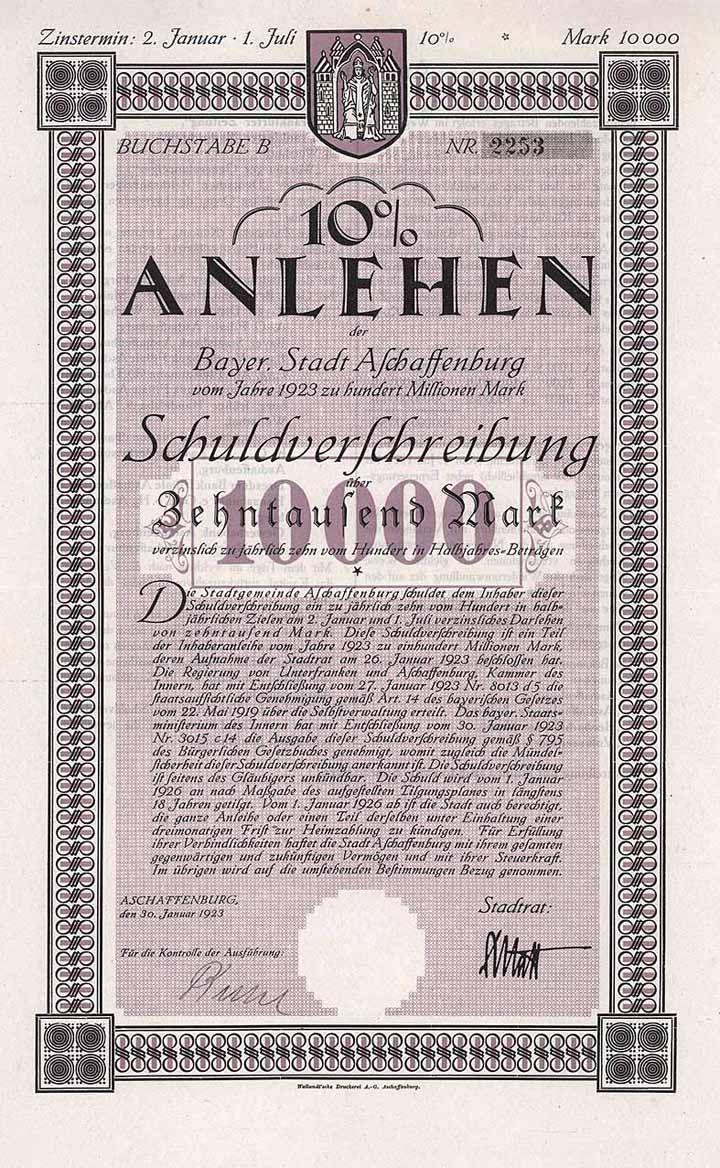 Zinstermin: 2. Januar · 1. Juli 10% * Mark 10000
BUCHSTABE B NR. 2253
10%
ANLEHEN
der
Bayer. Stadt Aſchaffenburg
vom Jahre 1923 zu hundert Millionen Mark
Schuldverſchreibung
über
10000
Zehntauſend Mark
verzinslich zu jährlich zehn vom Hundert in Halbjahres-Beträgen
Die Stadtgemeinde Aſchaffenburg ſchuldet dem Inhaber dieſer
Schuldverſchreibung ein zu jährlich zehn vom Hundert in halb-
jährlichen Zielen am 2. Januar und 1. Juli verzinsliches Darlehen
von zehntauſend Mark. Dieſe Schuldverſchreibung iſt ein Teil
der Inhaberanleihe vom Jahre 1923 zu einhundert Millionen Mark,
deren Aufnahme der Stadtrat am 26. Januar 1923 beſchloſſen hat.
Die Regierung von Unterfranken und Aſchaffenburg, Kammer des
Innern, hat mit Entſchließung vom 27. Januar 1923 Nr. 8013 d 5 die
ſtaatsauſſichtliche Genehmigung gemäß Art. 14 des bayeriſchen Geſetzes
vom 22. Mai 1919 über die Selbſtverwaltung erteilt. Das bayer. Staats-
miniſterium des Innern hat mit Entſchließung vom 30. Januar 1923
Nr. 3015 c 14 die Ausgabe dieſer Schuldverſchreibung gemäß § 795
des Bürgerlichen Geſetzbuches genehmigt, womit zugleich die Mündel-
ſicherheit dieſer Schuldverſchreibung anerkannt iſt. Die Schuldverſchreibung
iſt ſeitens des Gläubigers unkündbar. Die Schuld wird vom 1. Januar
1926 an nach Maßgabe des aufgeſtellten Tilgungsplanes in längſtens
18 Jahren getilgt. Vom 1. Januar 1926 ab iſt die Stadt auch berechtigt,
die ganze Anleihe oder einen Teil derſelben unter Einhaltung einer
dreimonatigen Friſt zur Heimzahlung zu kündigen. Für Erfüllung
ihrer Verbindlichkeiten haftet die Stadt Aſchaffenburg mit ihrem geſamten
gegenwärtigen und zukünftigen Vermögen und mit ihrer Steuerkraft.
Im übrigen wird auf die umſtehenden Beſtimmungen Bezug genommen.
ASCHAFFENBURG,
den 30. Januar 1923
Stadtrat:
Für die Kontrolle der Ausführung:
Wailandt'sche Druckerei A.-G. Aschaffenburg.